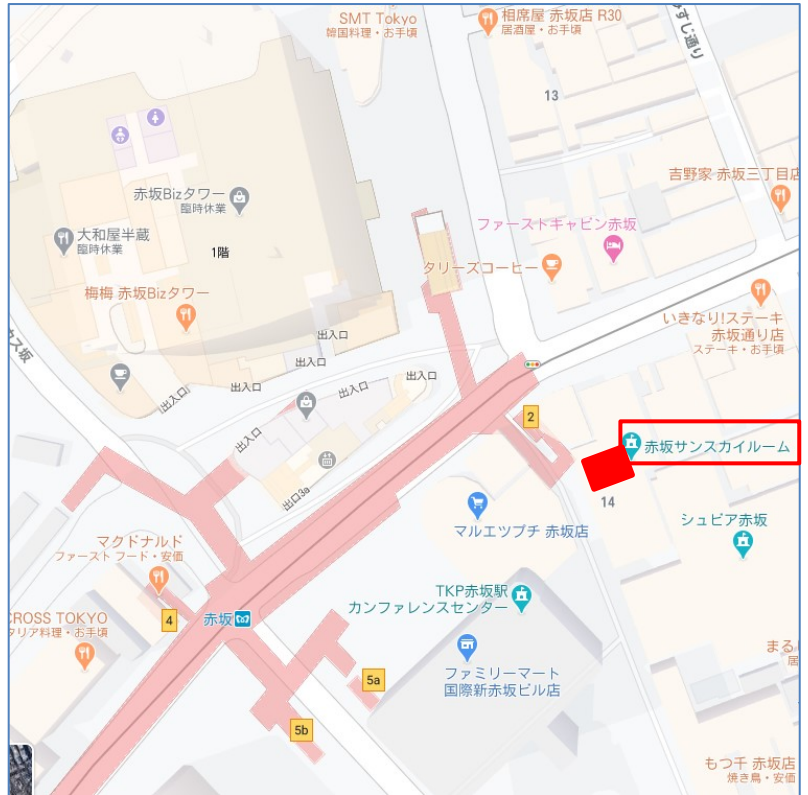 SMT Tokyo
韓国料理・お手頃
相席屋 赤坂店 R30
居酒屋・お手頃
13
吉野家 赤坂三丁目店
赤坂Bizタワー
臨時休業
大和屋半蔵
臨時休業
1階
ファーストキャビン赤坂
タリーズコーヒー
梅梅 赤坂Bizタワー
いきなり!ステーキ
赤坂通り店
ステーキ・お手頃
出入口
出入口
出入口
出入口
出入口
出入口
出入口
2
赤坂サンスカイルーム
出口3a
14
マルエツプチ 赤坂店
シュビア赤坂
マクドナルド
ファースト フード・安価
TKP赤坂駅
カンファレンスセンター
CROSS TOKYO
タリア料理・お手頃
4
赤坂
ファミリーマート
国際新赤坂ビル店
5a
5b
もつ千 赤坂店
焼き鳥・安価